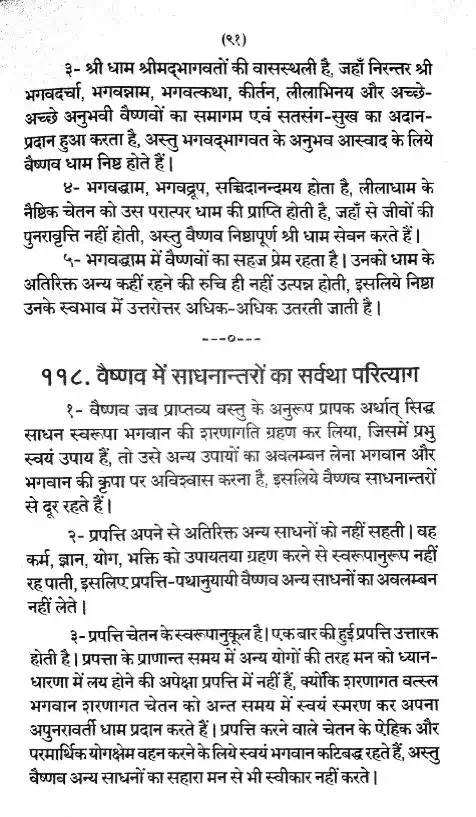 (९१)
३- श्री धाम श्रीमद्भागवतों की वासस्थली है, जहाँ निरन्तर श्री
भगवदर्चा, भगवन्नाम, भगवत्कथा, कीर्तन, लीलाभिनय और अच्छे-
अच्छे अनुभवी वैष्णवों का समागम एवं सतसंग-सुख का अदान-
प्रदान हुआ करता है, अस्तु भगवद्भागवत के अनुभव आस्वाद के लिये
वैष्णव धाम निष्ठ होते हैं।
४- भगवद्धाम, भगवद्रूप, सच्चिदानन्दमय होता है, लीलाधाम के
नैष्ठिक चेतन को उस परात्पर धाम की प्राप्ति होती है, जहाँ से जीवों की
पुनरावृत्ति नहीं होती, अस्तु वैष्णव निष्ठापूर्ण श्री धाम सेवन करते हैं।
५- भगवद्धाम में वैष्णवों का सहज प्रेम रहता है। उनको धाम के
अतिरिक्त अन्य कहीं रहने की रुचि ही नहीं उत्पन्न होती, इसलिये निष्ठा
उनके स्वभाव में उत्तरोत्तर अधिक-अधिक उतरती जाती है।
---०---
११८. वैष्णव में साधनान्तरों का सर्वथा परित्याग
१- वैष्णव जब प्राप्तव्य वस्तु के अनुरूप प्रापक अर्थात् सिद्ध
साधन स्वरूपा भगवान की शरणागति ग्रहण कर लिया, जिसमें प्रभु
स्वयं उपाय हैं, तो उसे अन्य उपायों का अवलम्बन लेना भगवान और
भगवान की कृपा पर अविश्वास करना है, इसलिये वैष्णव साधनान्तरों
से दूर रहते हैं।
२- प्रपत्ति अपने से अतिरिक्त अन्य साधनों को नहीं सहती। वह
कर्म, ज्ञान, योग, भक्ति को उपायतया ग्रहण करने से स्वरूपानुरूप नहीं
रह पाती, इसलिए प्रपत्ति-पथानुयायी वैष्णव अन्य साधनों का अवलम्बन
नहीं लेते।
३- प्रपत्ति चेतन के स्वरूपानुकूल है। एक बार की हुई प्रपत्ति उत्तारक
होती है। प्रपत्ता के प्राणान्त समय में अन्य योगों की तरह मन को ध्यान-
धारणा में लय होने की अपेक्षा प्रपत्ति में नहीं हैं, क्योंकि शरणागत वत्स्ल
भगवान शरणागत चेतन को अन्त समय में स्वयं स्मरण कर अपना
अपुनरावर्ती धाम प्रदान करते हैं। प्रपत्ति करने वाले चेतन के ऐहिक और
परमार्थिक योगक्षेम वहन करने के लिये स्वयं भगवान कटिबद्ध रहते हैं, अस्तु
वैष्णव अन्य साधनों का सहारा मन से भी स्वीकार नहीं करते।